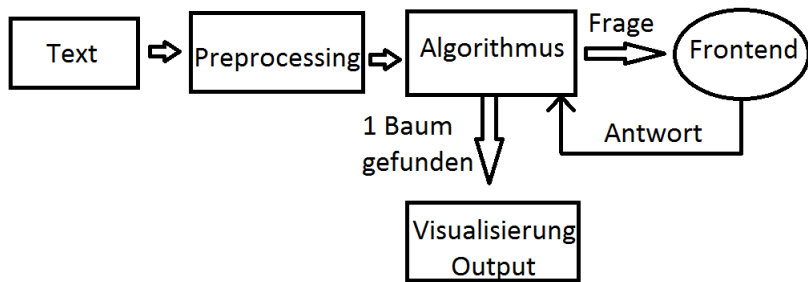 Text
Preprocessing
Algorithmus
Frage
Frontend
Antwort
1 Baum
gefunden
Visualisierung
Output